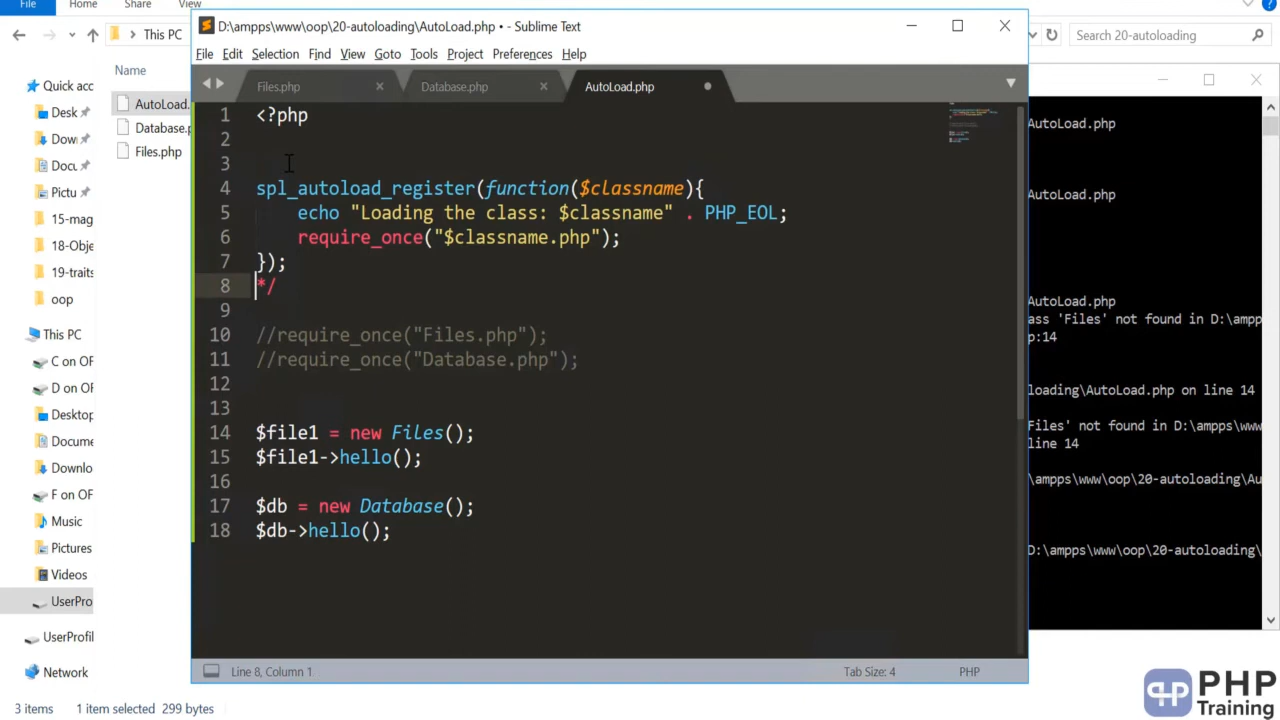 File
Home
Share
View
This PC
Search 20-autoloading
Name
Quick acc
Desk
Dow
Docu
Pictu
15-mag
18-Obje
19-traits
oop
This PC
C on OF
D on OF
Desktop
Docume
Downlo
F on OF
Music
Pictures
Videos
UserPro
UserProfil
Network
3 items
1 item selected 299 bytes
AutoLoad.
Database.p
Files.php
D:\ampps\www\oop\20-autoloading\AutoLoad.php • - Sublime Text
File Edit Selection Find View Goto Tools Project Preferences Help
Files.php
Database.php
AutoLoad.php
1 <?php
2
3
4 spl_autoload_register(function($classname){
5 echo "Loading the class: $classname" . PHP_EOL;
6 require_once("$classname.php");
7 });
8 */
9
10 //require_once("Files.php");
11 //require_once("Database.php");
12
13
14 $file1 = new Files();
15 $file1->hello();
16
17 $db = new Database();
18 $db->hello();
Line 8, Column 1
Tab Size: 4
PHP
AutoLoad.php
AutoLoad.php
AutoLoad.php
ass 'Files' not found in D:\ampp
p:14
loading\AutoLoad.php on line 14
Files' not found in D:\ampps\www
line 14
\ampps\www\oop\20-autoloading\Au
D:\ampps\www\oop\20-autoloading\
PHP
Training